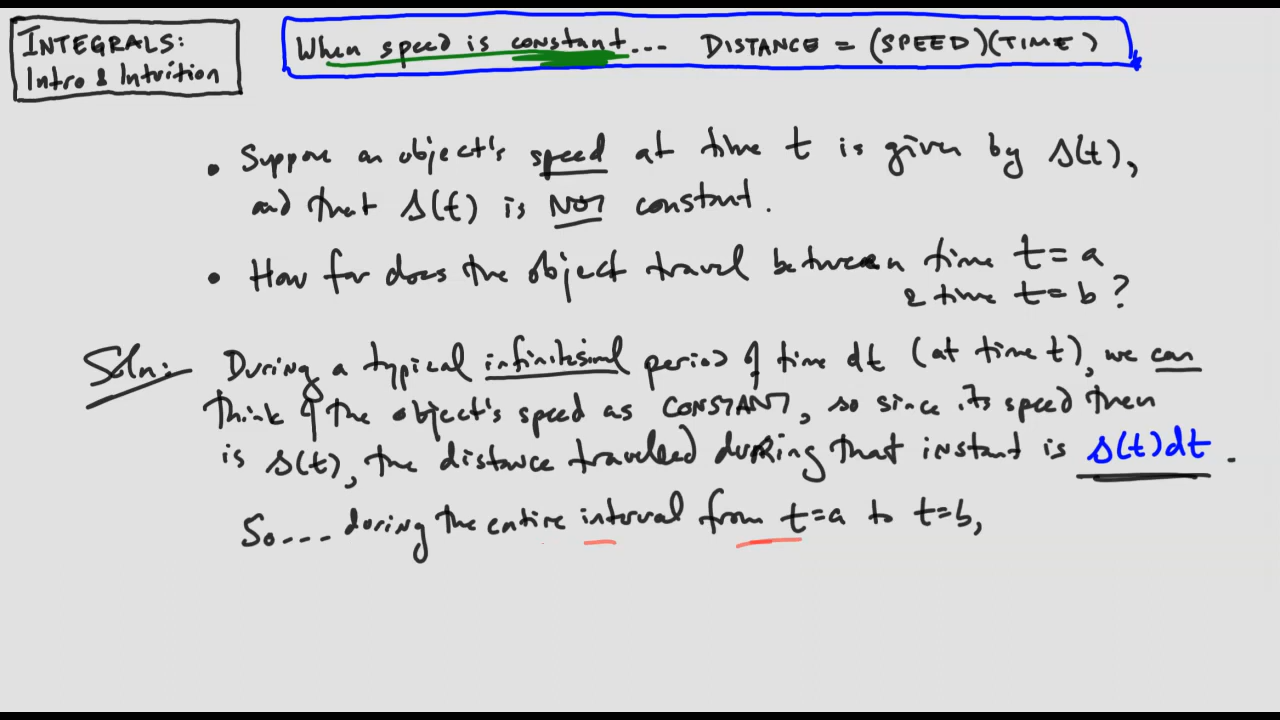 INTEGRALS:
Intro & Intuition
When speed is constant... DISTANCE = (SPEED)(TIME)
• Suppose an object's speed at time t is given by s(t),
and that s(t) is NOT constant.
• How far does the object travel between time t=a
& time t=b?
Soln: During a typical infinitesimal period of time dt (at time t), we can
think of the object's speed as CONSTANT, so since its speed then
is s(t), the distance travelled during that instant is s(t)dt.
So.... during the entire interval from t=a to t=b,